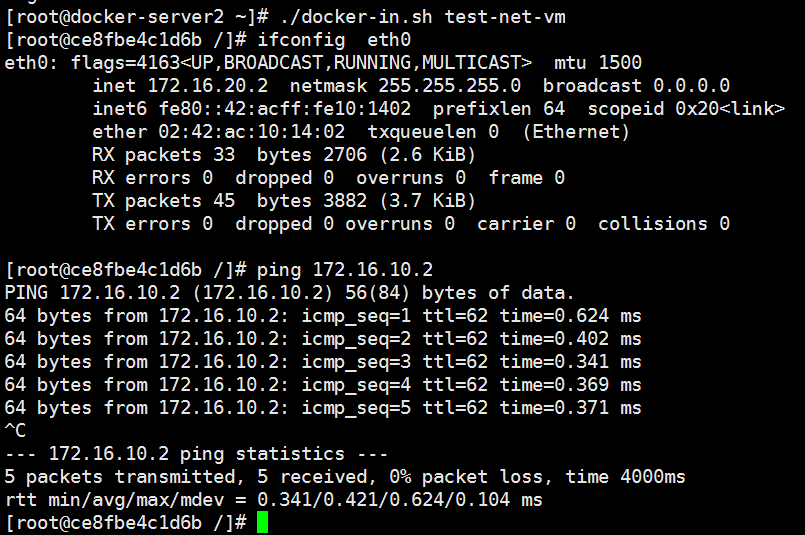 [root@docker-server2 ~]# ./docker-in.sh test-net-vm
[root@ce8fbe4c1d6b /]# ifconfig  eth0
eth0: flags=4163<UP,BROADCAST,RUNNING,MULTICAST>  mtu 1500
        inet 172.16.20.2  netmask 255.255.255.0  broadcast 0.0.0.0
        inet6 fe80::42:acff:fe10:1402  prefixlen 64  scopeid 0x20<link>
        ether 02:42:ac:10:14:02  txqueuelen 0  (Ethernet)
        RX packets 33  bytes 2706 (2.6 KiB)
        RX errors 0  dropped 0  overruns 0  frame 0
        TX packets 45  bytes 3882 (3.7 KiB)
        TX errors 0  dropped 0 overruns 0  carrier 0  collisions 0

[root@ce8fbe4c1d6b /]# ping 172.16.10.2
PING 172.16.10.2 (172.16.10.2) 56(84) bytes of data.
64 bytes from 172.16.10.2: icmp_seq=1 ttl=62 time=0.624 ms
64 bytes from 172.16.10.2: icmp_seq=2 ttl=62 time=0.402 ms
64 bytes from 172.16.10.2: icmp_seq=3 ttl=62 time=0.341 ms
64 bytes from 172.16.10.2: icmp_seq=4 ttl=62 time=0.369 ms
64 bytes from 172.16.10.2: icmp_seq=5 ttl=62 time=0.371 ms
^C
--- 172.16.10.2 ping statistics ---
5 packets transmitted, 5 received, 0% packet loss, time 4000ms
rtt min/avg/max/mdev = 0.341/0.421/0.624/0.104 ms
[root@ce8fbe4c1d6b /]#